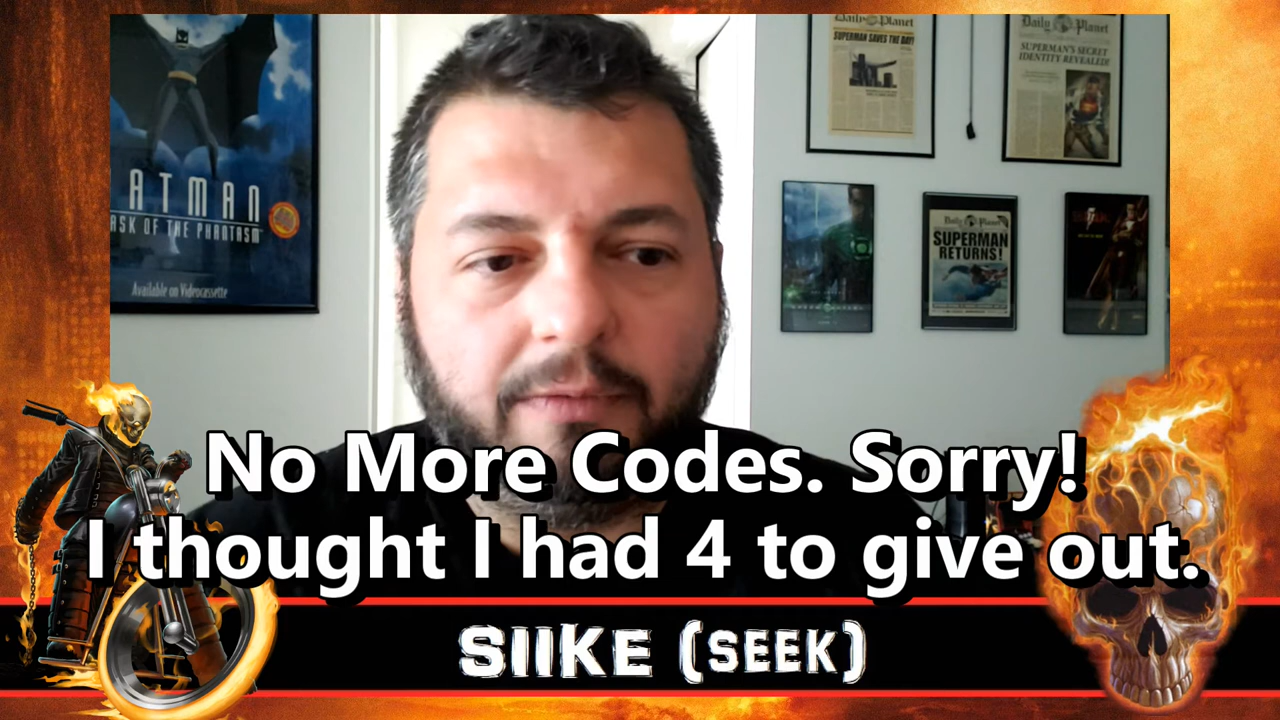 Daily Planet
SUPERMAN SAVES THE DAY!
Daily Planet
SUPERMAN'S SECRET
IDENTITY REVEALED!
ATMAN
ASK OF THE PHANTASM
Available on Videocassette
Daily Planet
SUPERMAN
RETURNS!
No More Codes. Sorry!
I thought I had 4 to give out.
SIIKE (SEEK)